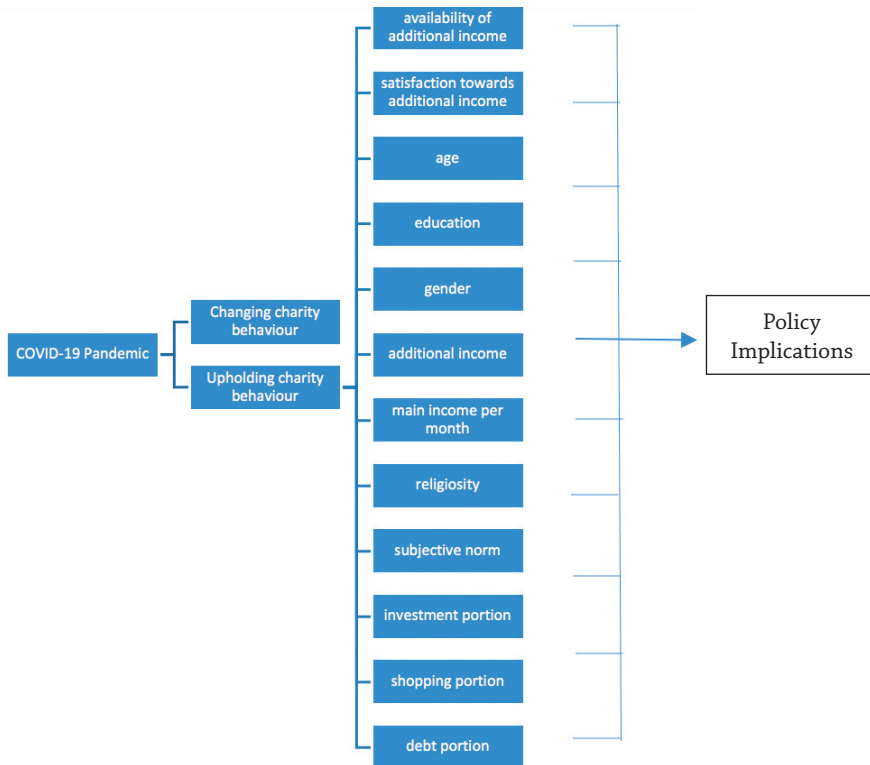 COVID-19 Pandemic
Changing charity
behaviour
Upholding charity
behaviour
availability of
additional income
satisfaction towards
additional income
age
education
gender
additional income
main income per
month
religiosity
subjective norm
investment portion
shopping portion
debt portion
Policy
Implications